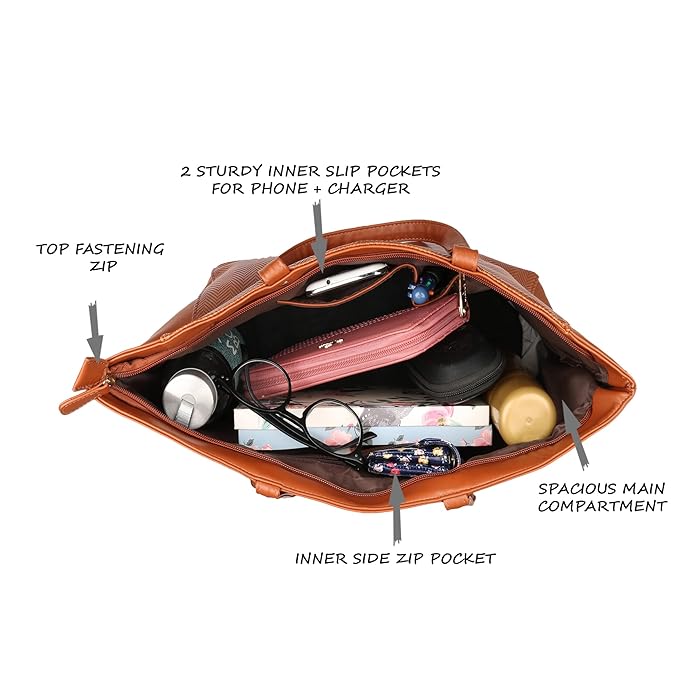 2 STURDY INNER SLIP POCKETS
FOR PHONE + CHARGER
TOP FASTENING
ZIP
SPACIOUS MAIN
COMPARTMENT
INNER SIDE ZIP POCKET